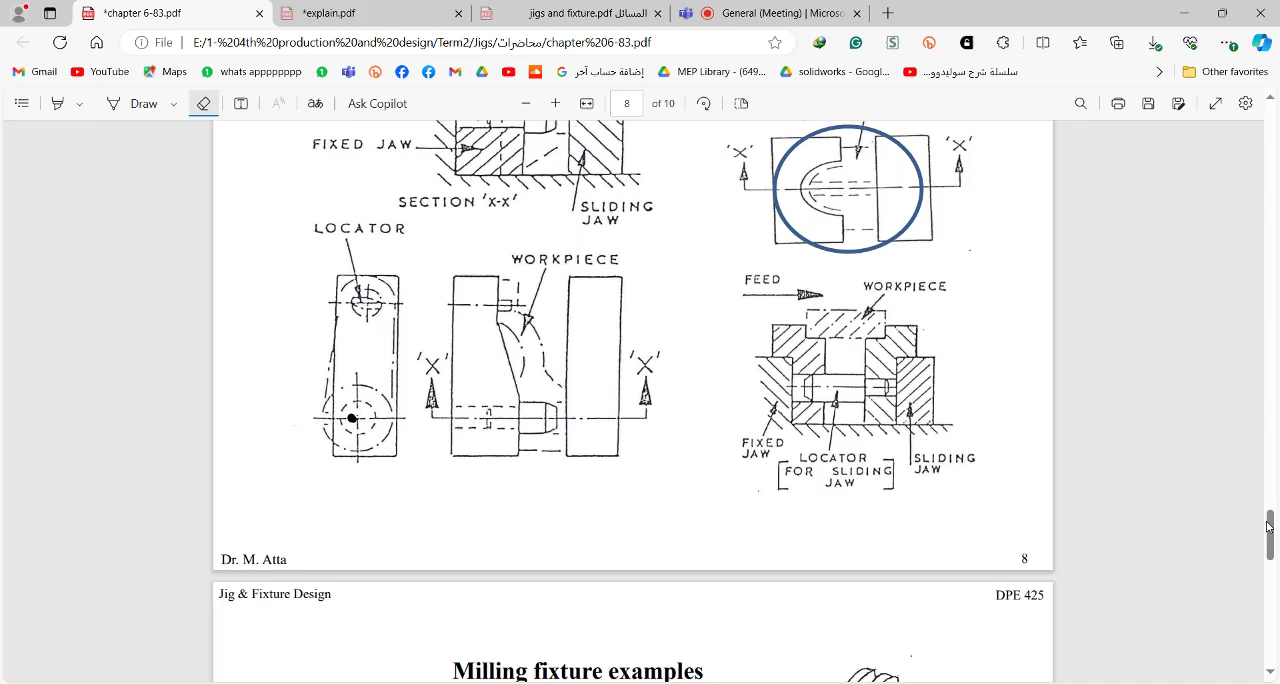 *chapter 6-83.pdf
*explain.pdf
المسائل jigs and fixture.pdf
General (Meeting) | Microso
File
E:/1-%204th%20production%20and%20design/Term2/Jigs/محاضرات/chapter%206-83.pdf
Gmail
YouTube
Maps
whats apppppppp
إضافة حساب آخر
MEP Library - (649...
solidworks - Googl...
سلسلة شرح سوليدوو...
Other favorites
Draw
Ask Copilot
8 of 10
FIXED JAW
SECTION 'X-X'
SLIDING
JAW
'X'
'X'
LOCATOR
WORKPIECE
'X'
'X'
FEED
WORKPIECE
FIXED
JAW
LOCATOR
FOR SLIDING
JAW
SLIDING
JAW
Dr. M. Atta
8
Jig & Fixture Design
DPE 425
Milling fixture examples